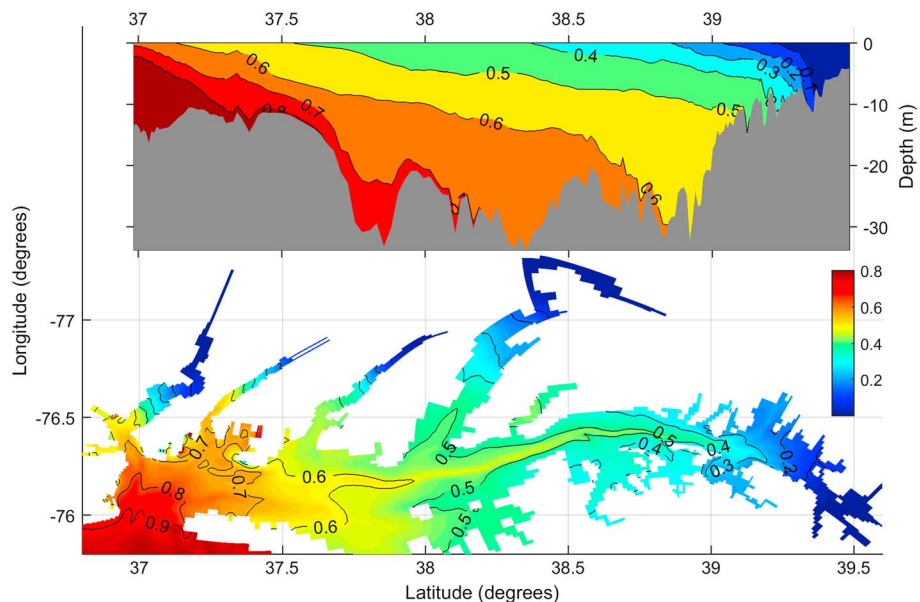 37 37.5 38 38.5 39
0.6 0.5 0.4 0.3 0.2 0.1
0.8 0.7 0.6 0.5
0.6
0 -10 -20 -30
Depth (m)
Longitude (degrees)
-77 -76.5 -76
0.8 0.6 0.4 0.2
0.7 0.5 0.5 0.4
0.4 0.3 0.2
0.8 0.7 0.6 0.5
0.9 0.6 0.5
37 37.5 38 38.5 39 39.5
Latitude (degrees)